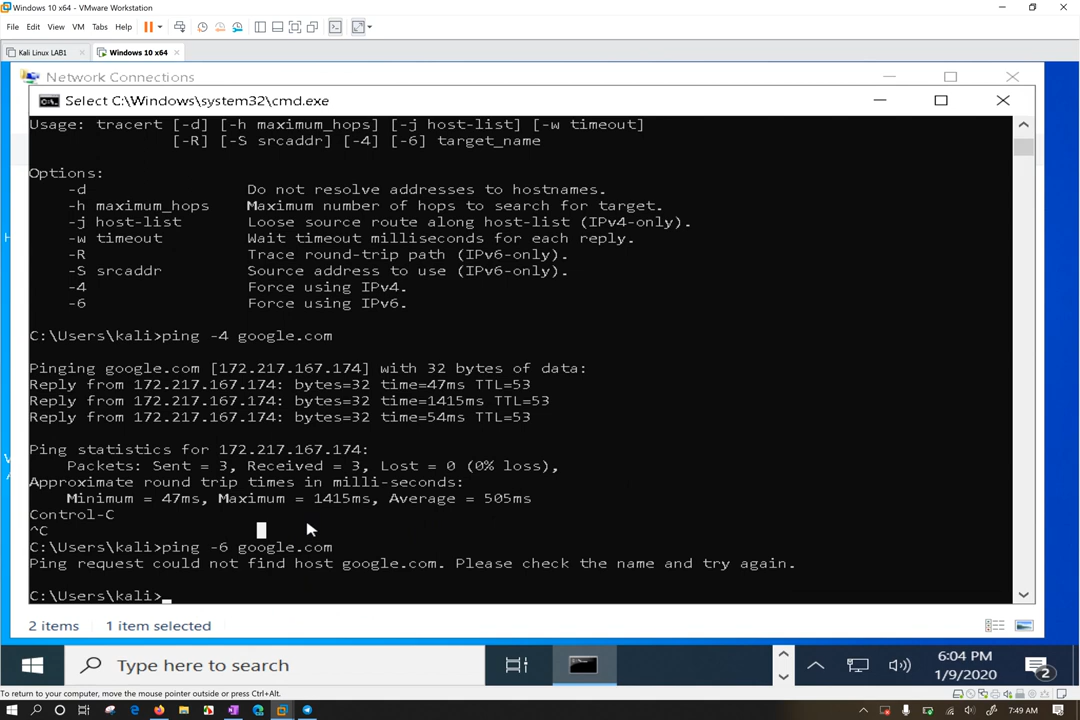 Windows 10 x64 - VMware Workstation
File Edit View VM Tabs Help
Kali Linux LAB1 Windows 10 x64
Network Connections
Select C:\Windows\system32\cmd.exe
Usage: tracert [-d] [-h maximum_hops] [-j host-list] [-w timeout]
[-R] [-S srcaddr] [-4] [-6] target_name
Options:
-d Do not resolve addresses to hostnames.
-h maximum_hops Maximum number of hops to search for target.
-j host-list Loose source route along host-list (IPv4-only).
-w timeout Wait timeout milliseconds for each reply.
-R Trace round-trip path (IPv6-only).
-S srcaddr Source address to use (IPv6-only).
-4 Force using IPv4.
-6 Force using IPv6.
C:\Users\kali>ping -4 google.com
Pinging google.com [172.217.167.174] with 32 bytes of data:
Reply from 172.217.167.174: bytes=32 time=47ms TTL=53
Reply from 172.217.167.174: bytes=32 time=1415ms TTL=53
Reply from 172.217.167.174: bytes=32 time=54ms TTL=53
Ping statistics for 172.217.167.174:
Packets: Sent = 3, Received = 3, Lost = 0 (0% loss),
Approximate round trip times in milli-seconds:
Minimum = 47ms, Maximum = 1415ms, Average = 505ms
Control-C
^C
C:\Users\kali>ping -6 google.com
Ping request could not find host google.com. Please check the name and try again.
C:\Users\kali>
2 items 1 item selected
Type here to search
6:04 PM
1/9/2020
2
To return to your computer, move the mouse pointer outside or press Ctrl+Alt.
7:49 AM